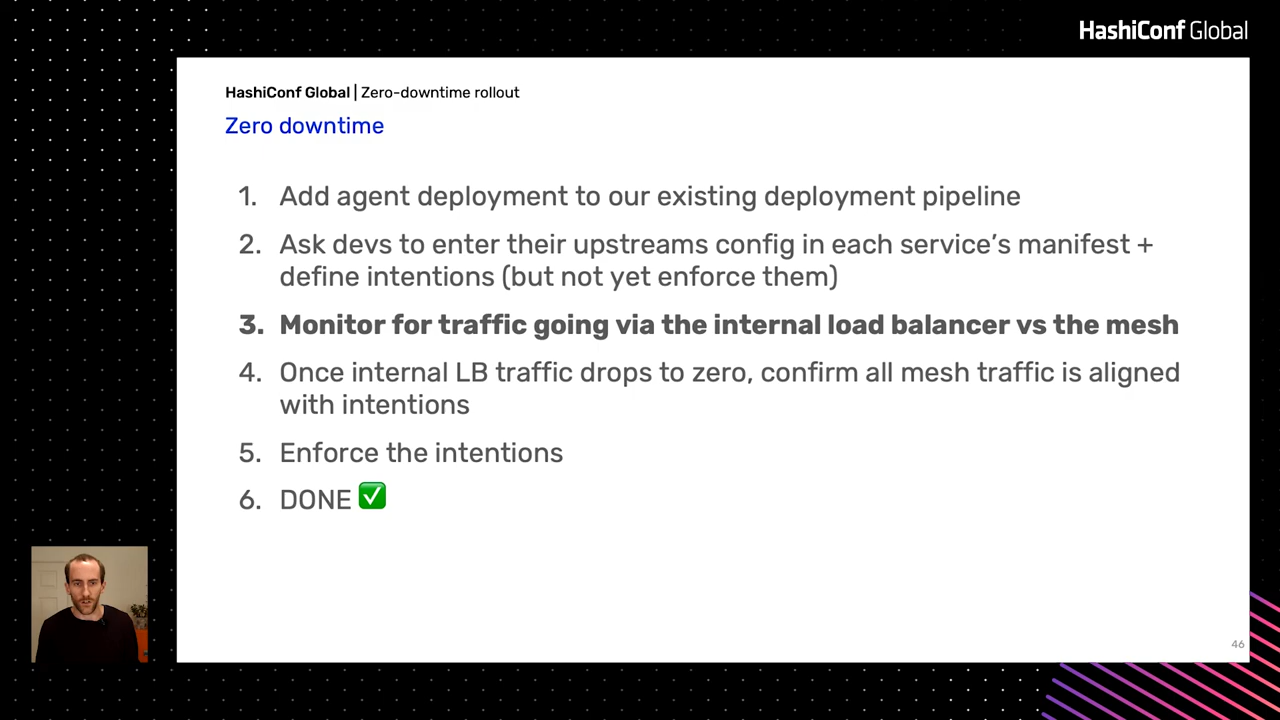 HashiConf Global
HashiConf Global | Zero-downtime rollout
Zero downtime
1. Add agent deployment to our existing deployment pipeline
2. Ask devs to enter their upstreams config in each service’s manifest +
define intentions (but not yet enforce them)
3. Monitor for traffic going via the internal load balancer vs the mesh
4. Once internal LB traffic drops to zero, confirm all mesh traffic is aligned
with intentions
5. Enforce the intentions
6. DONE ✅
46